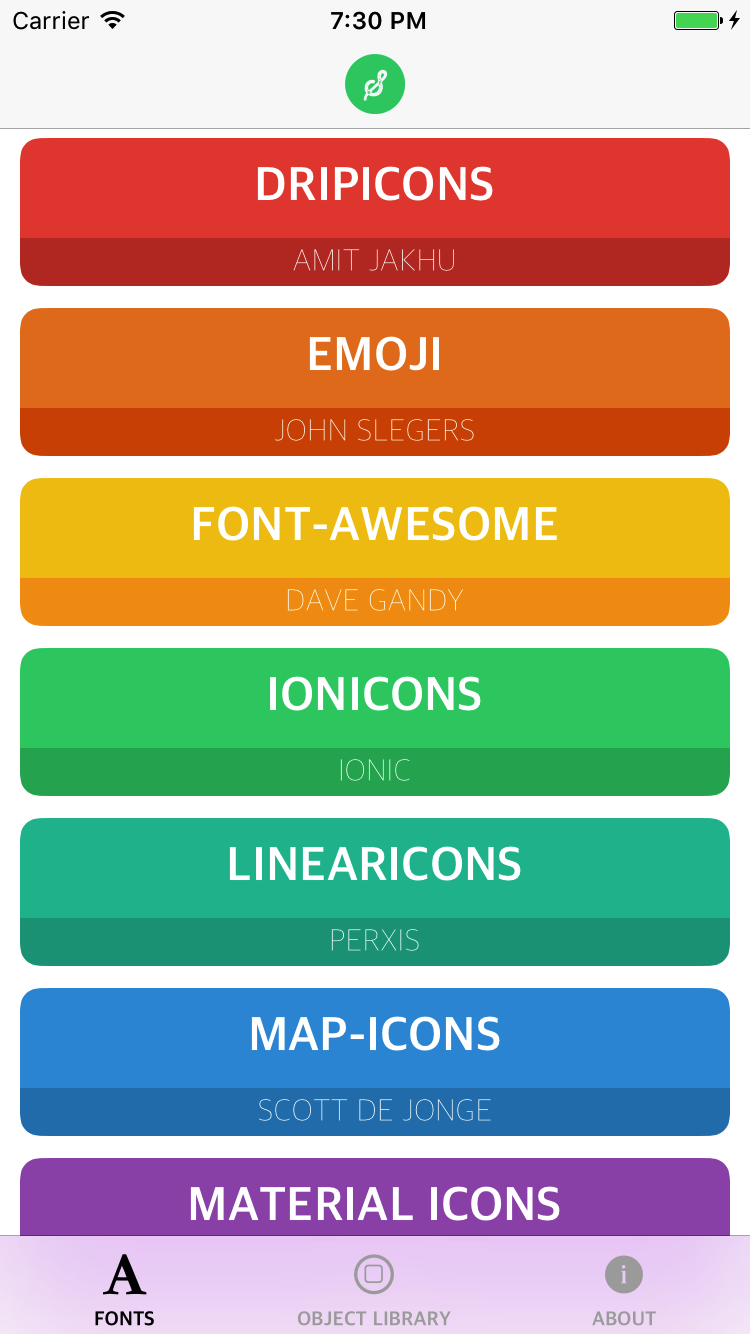 Carrier 7:30 PM
DRIPICONS
AMIT JAKHU
EMOJI
JOHN SLEGERS
FONT-AWESOME
DAVE GANDY
IONICONS
IONIC
LINEARICONS
PERXIS
MAP-ICONS
SCOTT DE JONGE
MATERIAL ICONS
FONTS OBJECT LIBRARY ABOUT